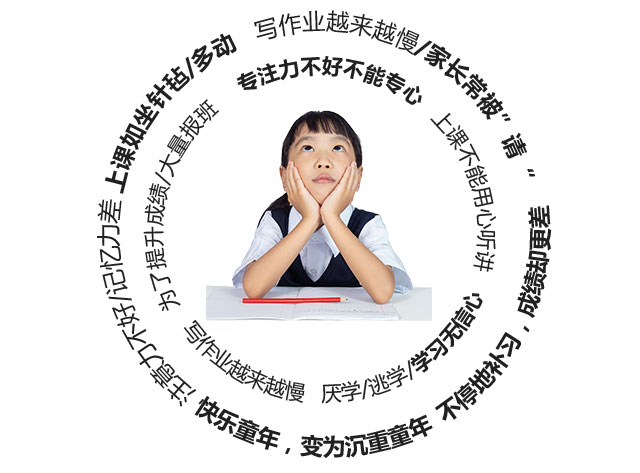 写作业越来越慢/家长常被”请“
不停地补习，成绩却更差
快乐童年，变为沉重童年
注意力不好/记忆力差
上课如坐针毡/多动
专注力不好不能专心
上课不能用心听讲
厌学/逃学/学习无信心
写作业越来越慢
为了提升成绩/大量报班